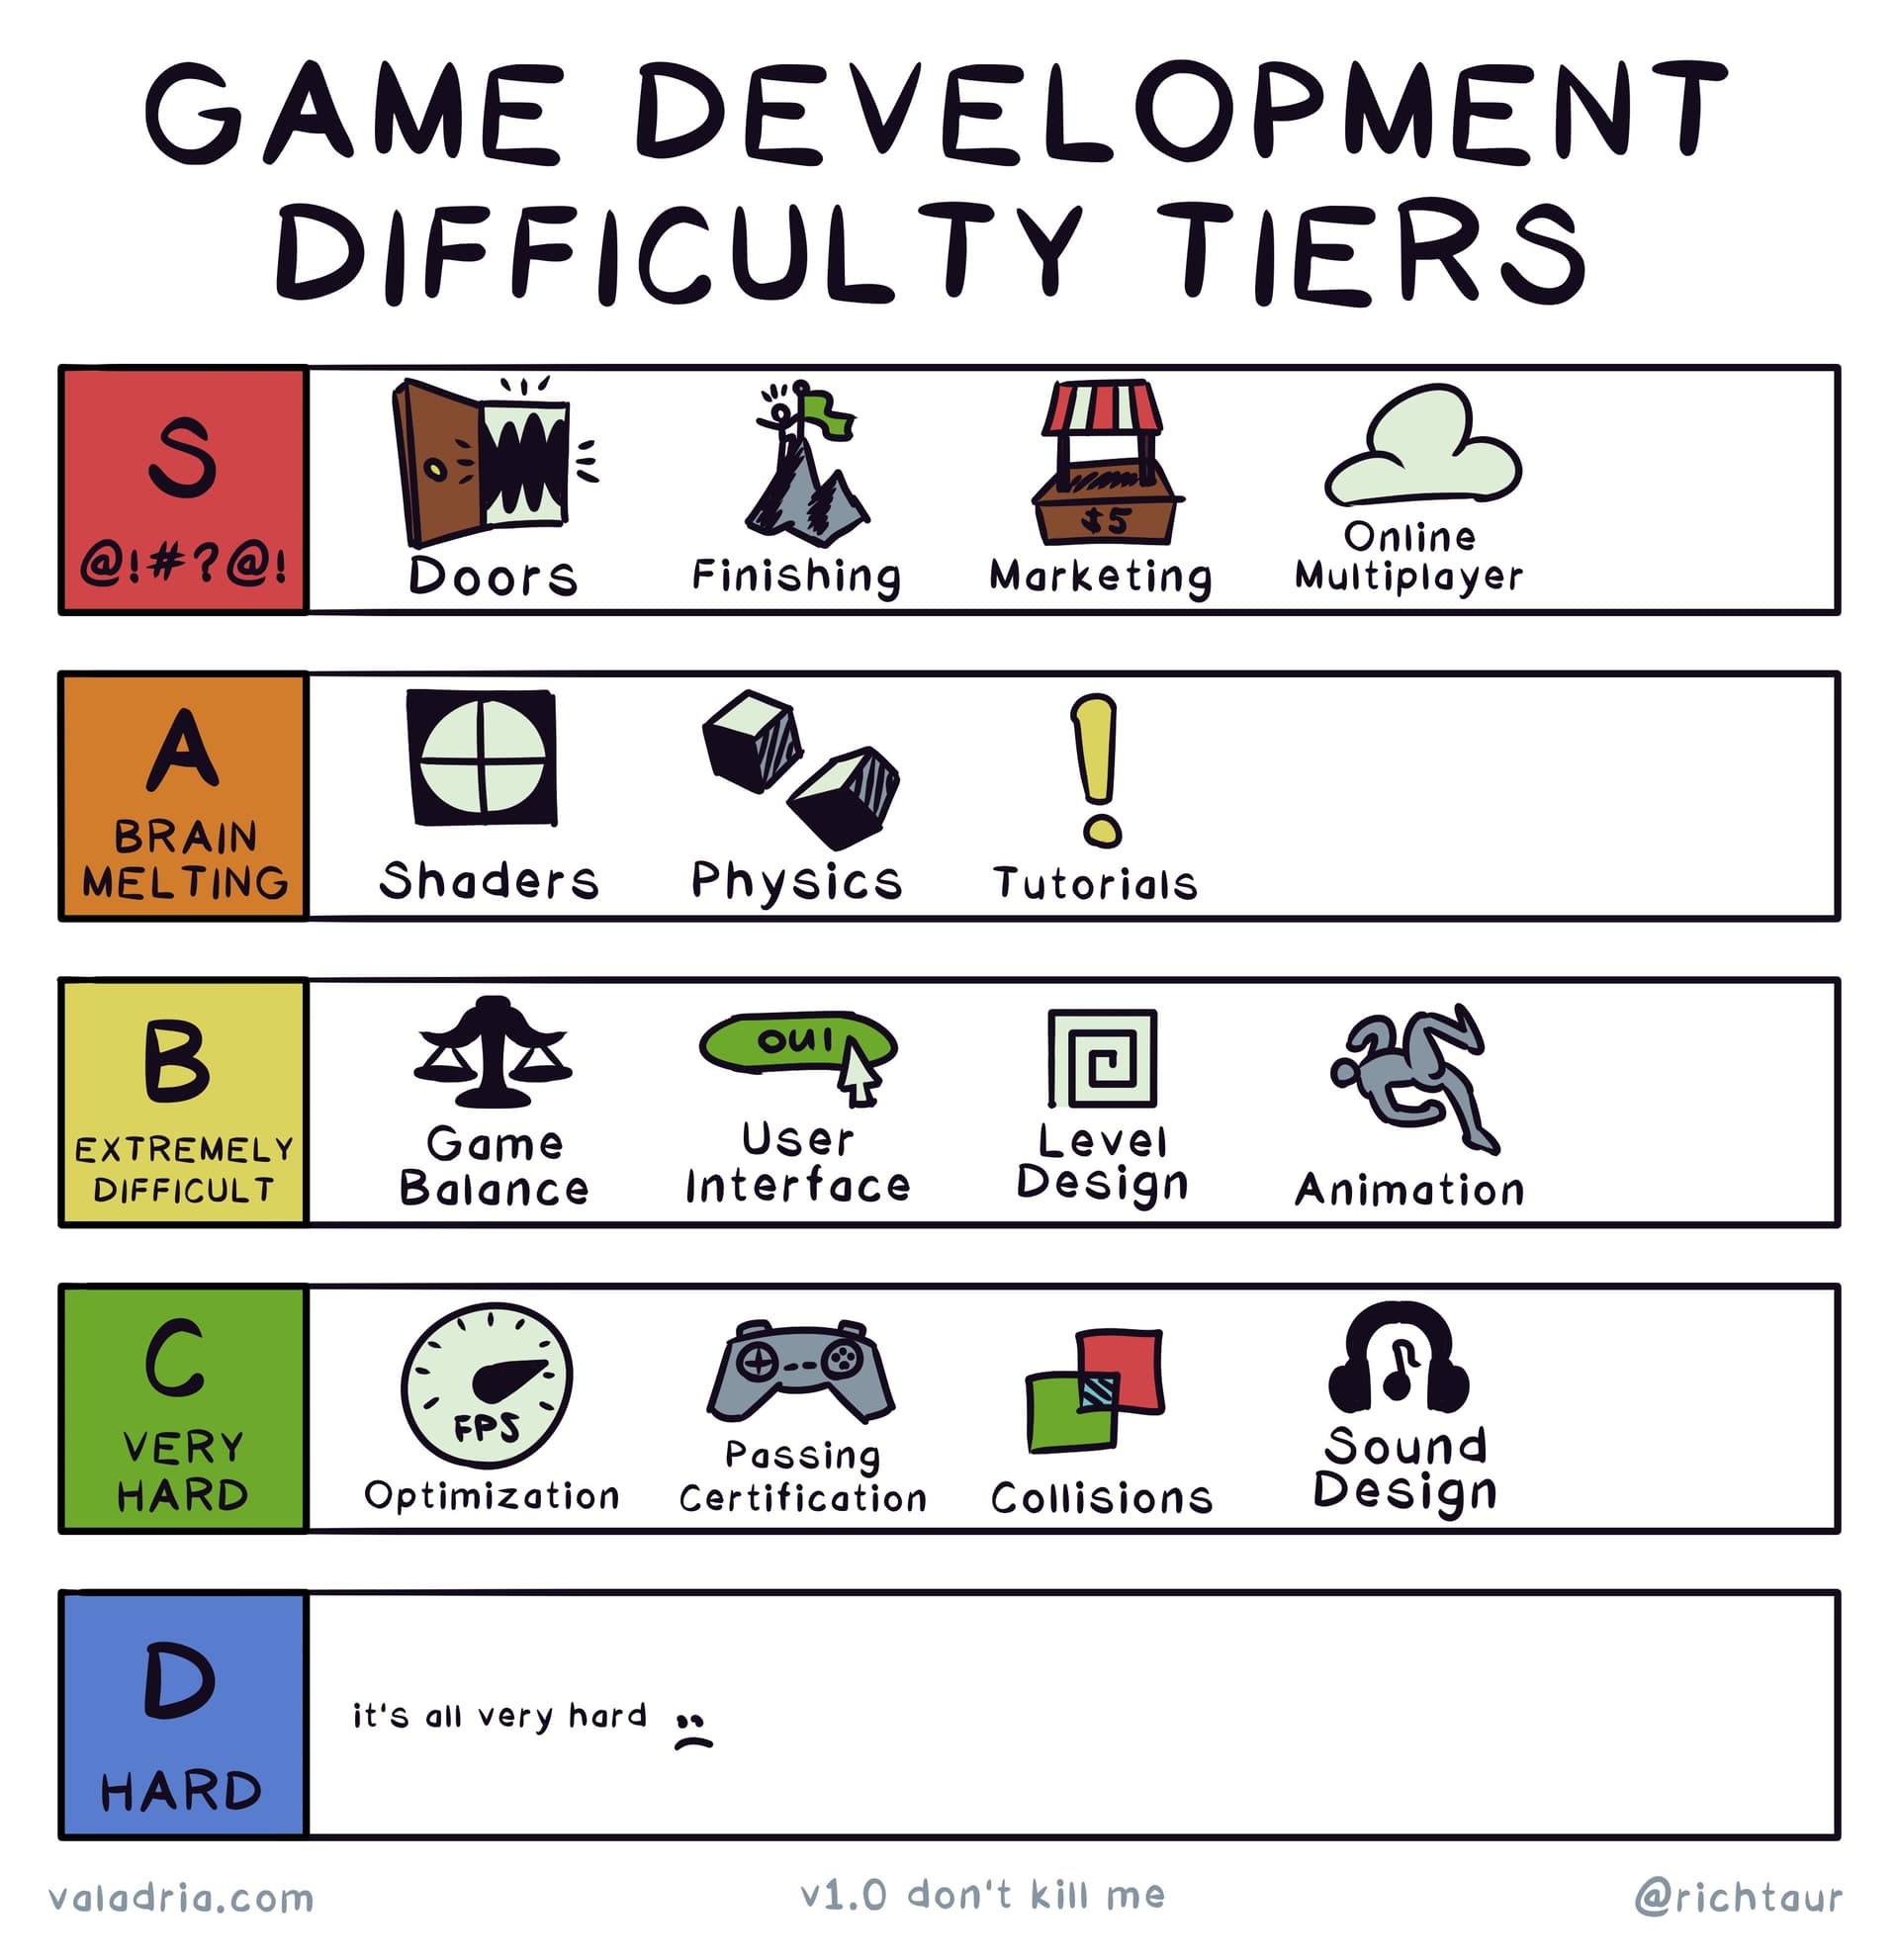 GAME DEVELOPMENT
DIFFICULTY TIERS
S
@!#?@!
Doors
Finishing
$5
Marketing
Online
Multiplayer
A
BRAIN
MELTING
Shaders
Physics
!
Tutorials
B
EXTREMELY
DIFFICULT
Game
Balance
oui
User
Interface
Level
Design
Animation
C
VERY
HARD
FPS
Optimization
Passing
Certification
Collisions
Sound
Design
D
HARD
it's all very hard
valadria.com
v1.0 don't kill me
@richtaur